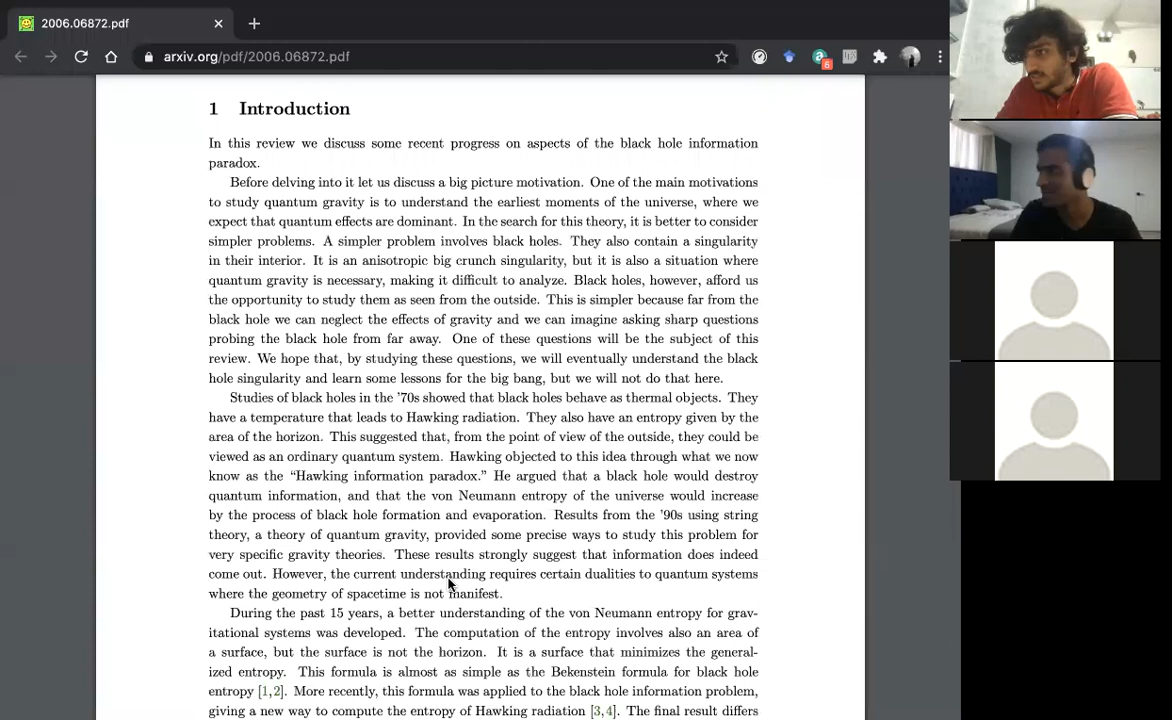 2006.06872.pdf
arxiv.org/pdf/2006.06872.pdf
6
1 Introduction
In this review we discuss some recent progress on aspects of the black hole information
paradox.
Before delving into it let us discuss a big picture motivation. One of the main motivations
to study quantum gravity is to understand the earliest moments of the universe, where we
expect that quantum effects are dominant. In the search for this theory, it is better to consider
simpler problems. A simpler problem involves black holes. They also contain a singularity
in their interior. It is an anisotropic big crunch singularity, but it is also a situation where
quantum gravity is necessary, making it difficult to analyze. Black holes, however, afford us
the opportunity to study them as seen from the outside. This is simpler because far from the
black hole we can neglect the effects of gravity and we can imagine asking sharp questions
probing the black hole from far away. One of these questions will be the subject of this
review. We hope that, by studying these questions, we will eventually understand the black
hole singularity and learn some lessons for the big bang, but we will not do that here.
Studies of black holes in the '70s showed that black holes behave as thermal objects. They
have a temperature that leads to Hawking radiation. They also have an entropy given by the
area of the horizon. This suggested that, from the point of view of the outside, they could be
viewed as an ordinary quantum system. Hawking objected to this idea through what we now
know as the “Hawking information paradox.” He argued that a black hole would destroy
quantum information, and that the von Neumann entropy of the universe would increase
by the process of black hole formation and evaporation. Results from the '90s using string
theory, a theory of quantum gravity, provided some precise ways to study this problem for
very specific gravity theories. These results strongly suggest that information does indeed
come out. However, the current understanding requires certain dualities to quantum systems
where the geometry of spacetime is not manifest.
During the past 15 years, a better understanding of the von Neumann entropy for grav-
itational systems was developed. The computation of the entropy involves also an area of
a surface, but the surface is not the horizon. It is a surface that minimizes the general-
ized entropy. This formula is almost as simple as the Bekenstein formula for black hole
entropy [1,2]. More recently, this formula was applied to the black hole information problem,
giving a new way to compute the entropy of Hawking radiation [3,4]. The final result differs